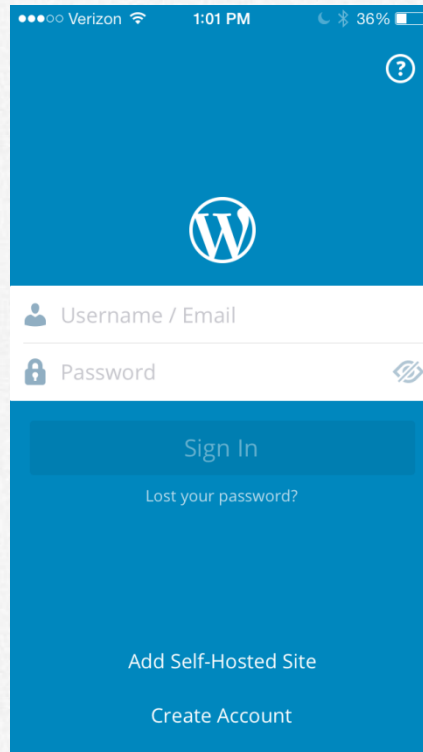 Verizon 1:01 PM 36%
?
W
Username / Email
Password
Sign In
Lost your password?
Add Self-Hosted Site
Create Account